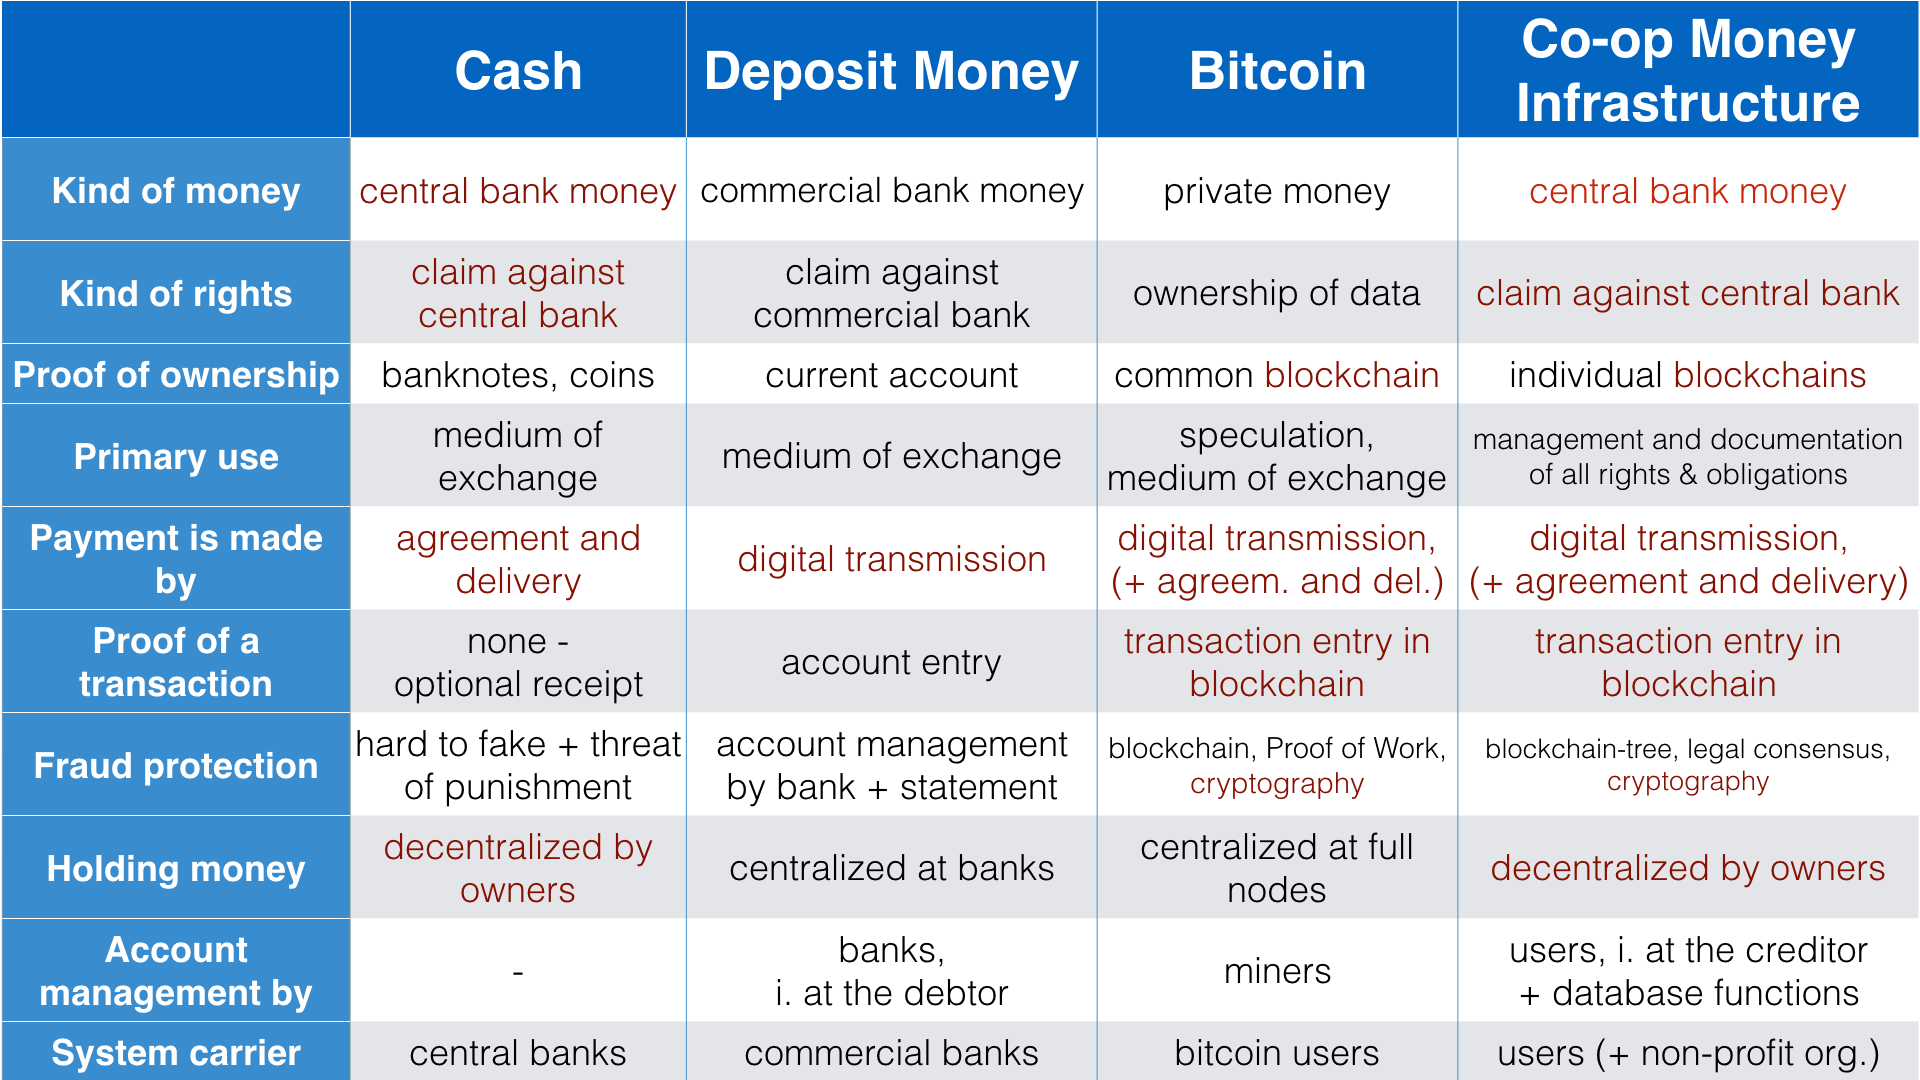 Cash
Deposit Money
Bitcoin
Co-op Money
Infrastructure
Kind of money
central bank money
commercial bank money
private money
central bank money
Kind of rights
claim against
central bank
claim against
commercial bank
ownership of data
claim against central bank
Proof of ownership
banknotes, coins
current account
common blockchain
individual blockchains
Primary use
medium of
exchange
medium of exchange
speculation,
medium of exchange
management and documentation
of all rights & obligations
Payment is made
by
agreement and
delivery
digital transmission
digital transmission,
(+ agreem. and del.)
digital transmission,
(+ agreement and delivery)
Proof of a
transaction
none -
optional receipt
account entry
transaction entry in
blockchain
transaction entry in
blockchain
Fraud protection
hard to fake + threat
of punishment
account management
by bank + statement
blockchain, Proof of Work,
cryptography
blockchain-tree, legal consensus,
cryptography
Holding money
decentralized by
owners
centralized at banks
centralized at full
nodes
decentralized by owners
Account
management by
-
banks,
i. at the debtor
miners
users, i. at the creditor
+ database functions
System carrier
central banks
commercial banks
bitcoin users
users (+ non-profit org.)